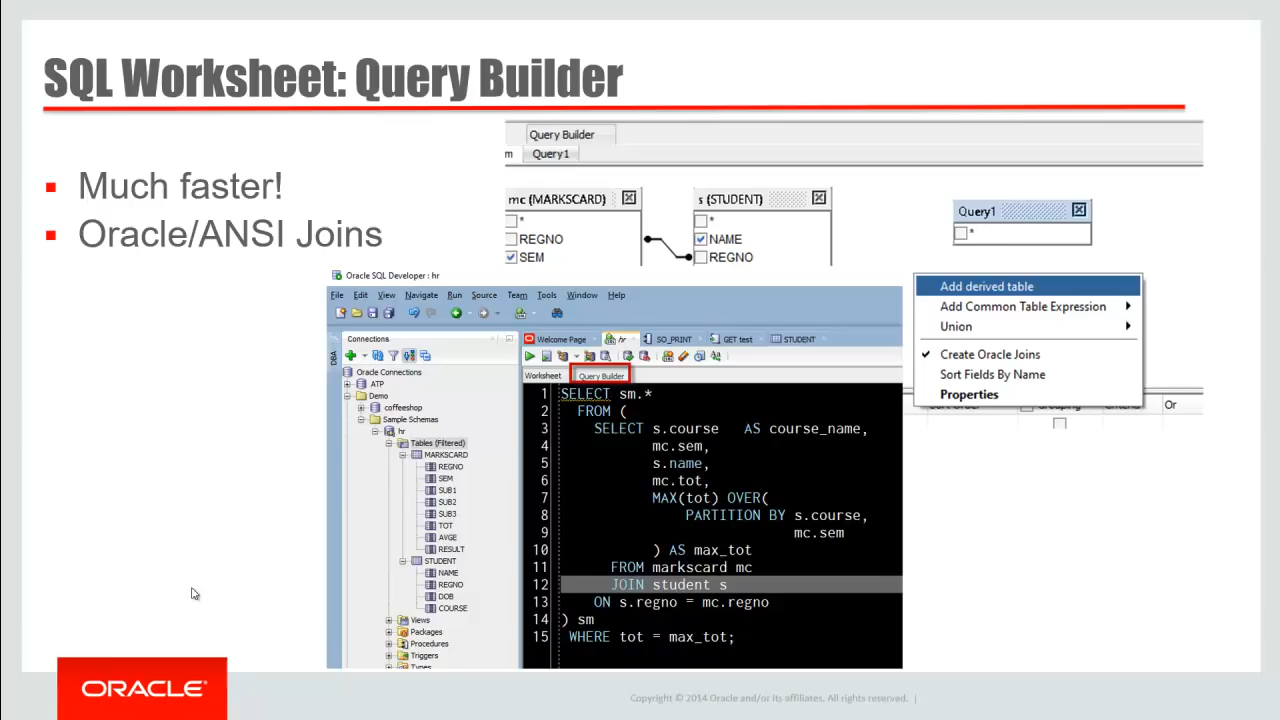 SQL Worksheet: Query Builder
▪ Much faster!
▪ Oracle/ANSI Joins
Query Builder
m Query1
mc (MARKSCARD)
*
REGNO
SEM
s (STUDENT)
*
NAME
REGNO
Query1
*
Add derived table
Add Common Table Expression
Union
Create Oracle Joins
Sort Fields By Name
Properties
Or
Oracle SQL Developer : hr
File Edit View Navigate Run Source Team Tools Window Help
DBA
Connections
Oracle Connections
ATP
Demo
coffeeshop
Sample Schemas
hr
Tables (Filtered)
MARKSCARD
REGNO
SEM
SUB1
SUB2
SUB3
TOT
AVGE
RESULT
STUDENT
NAME
REGNO
DOB
COURSE
Views
Packages
Procedures
Triggers
Types
Welcome Page hr SO_PRINT GET test STUDENT
Worksheet Query Builder
1 SELECT sm.*
2 FROM (
3 SELECT s.course AS course_name,
4 mc.sem,
5 s.name,
6 mc.tot,
7 MAX(tot) OVER(
8 PARTITION BY s.course,
9 mc.sem
10 ) AS max_tot
11 FROM markscard mc
12 JOIN student s
13 ON s.regno = mc.regno
14 ) sm
15 WHERE tot = max_tot;
ORACLE®
Copyright © 2014 Oracle and/or its affiliates. All rights reserved. |